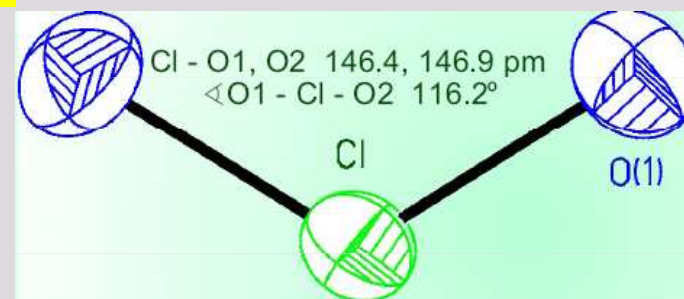 Cl - O1, O2 146.4, 146.9 pm
∢O1 - Cl - O2 116.2º
Cl
O(1)